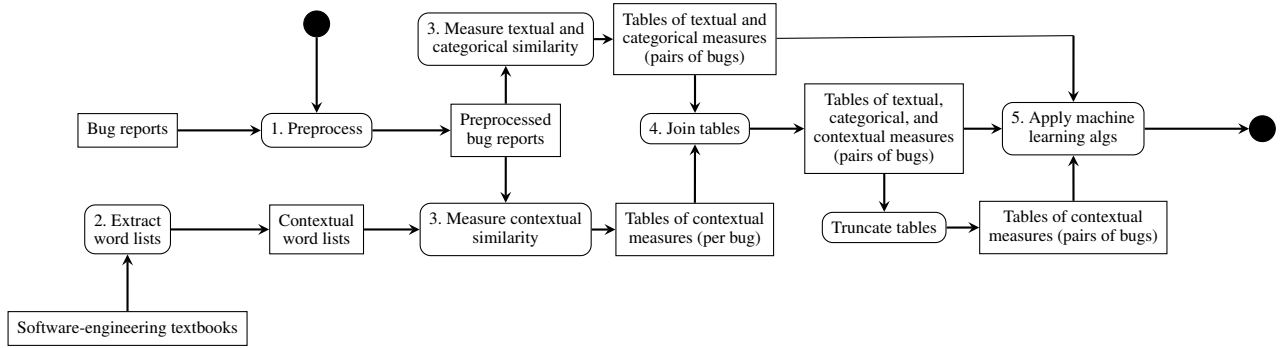 3. Measure textual and
categorical similarity
Tables of textual and
categorical measures
(pairs of bugs)
Bug reports
1. Preprocess
Preprocessed
bug reports
4. Join tables
Tables of textual,
categorical, and
contextual measures
(pairs of bugs)
5. Apply machine
learning algs
2. Extract
word lists
Contextual
word lists
3. Measure contextual
similarity
Tables of contextual
measures (per bug)
Truncate tables
Tables of contextual
measures (pairs of bugs)
Software-engineering textbooks